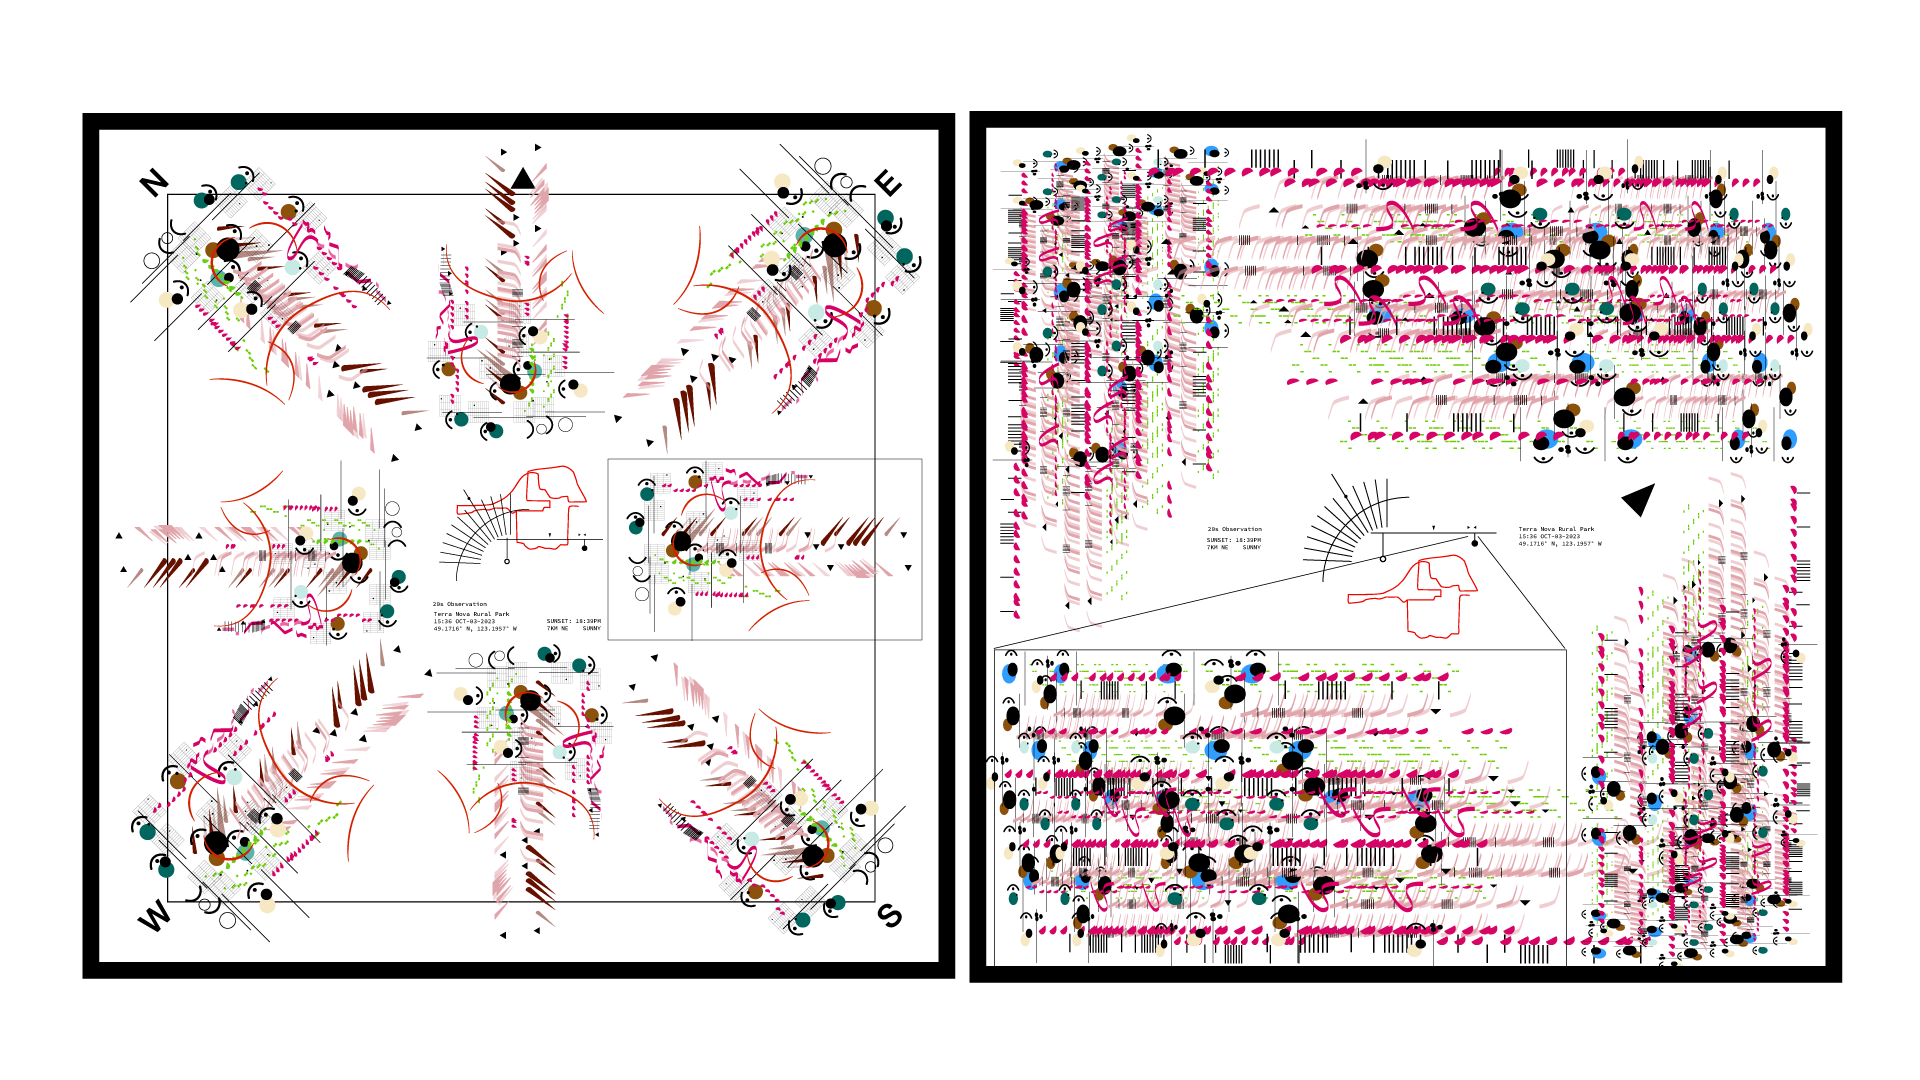 N
E
20s Observation
Terra Nova Rural Park
15:36 OCT-03-2023
49.1716° N, 123.1957° W
SUNSET: 18:39PM
7KM NE SUNNY
W
S
20s Observation
SUNSET: 18:39PM
7KM NE SUNNY
Terra Nova Rural Park
15:36 OCT-03-2023
49.1716° N, 123.1957° W